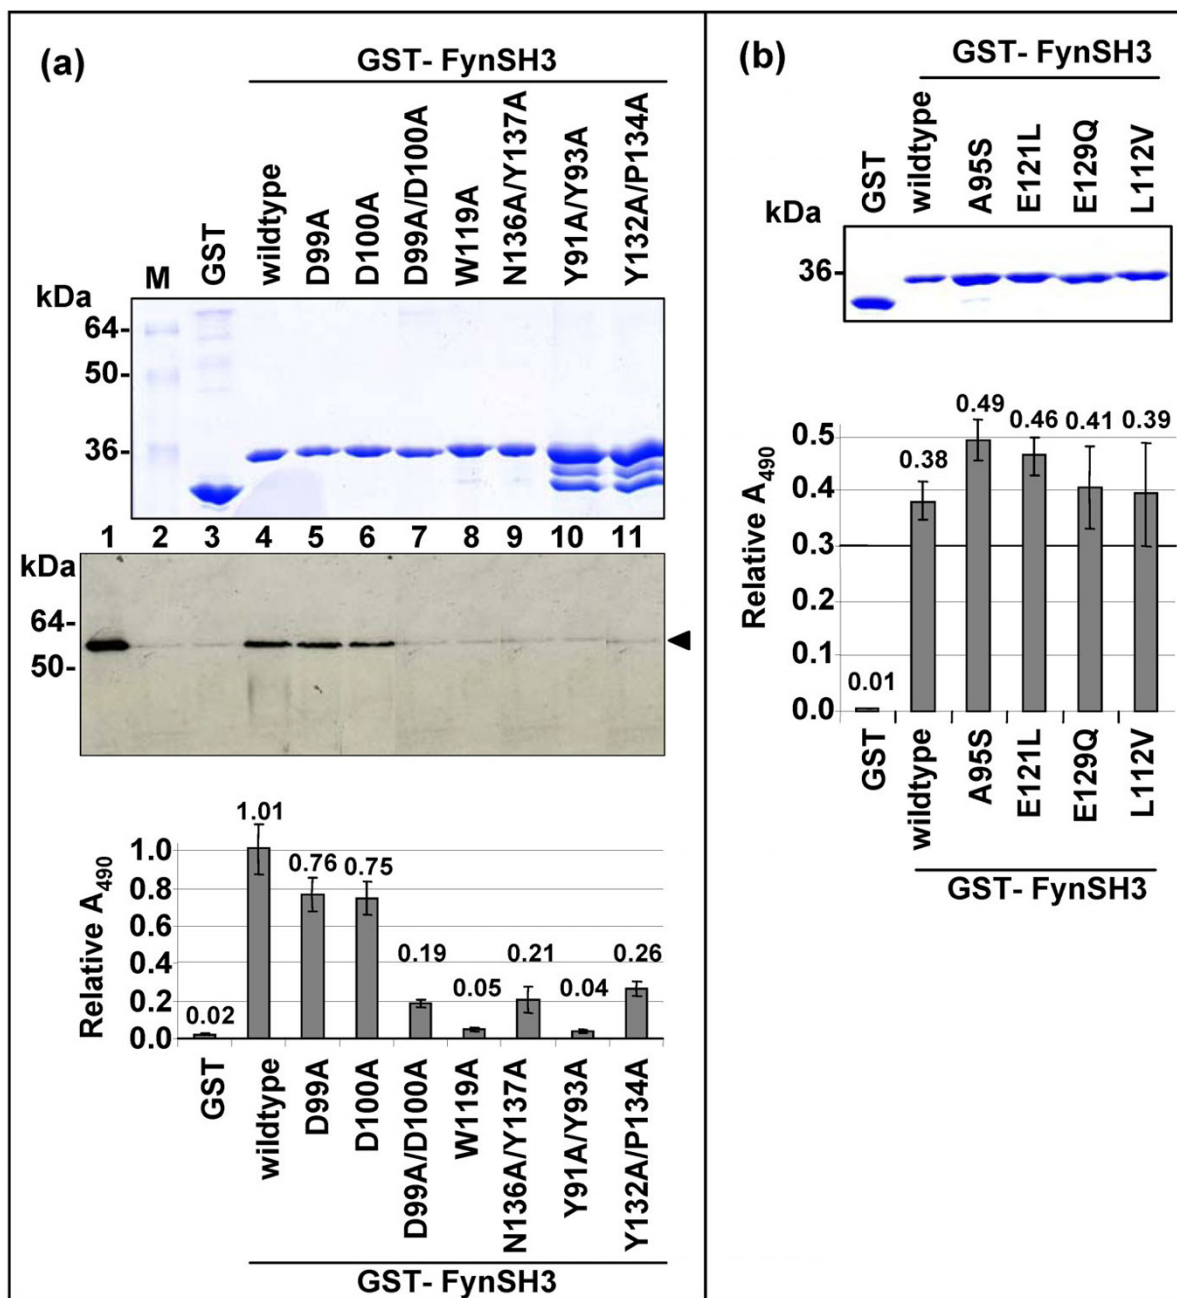 (a)
GST- FynSH3
M
GST
wildtype
D99A
D100A
D99A/D100A
W119A
N136A/Y137A
Y91A/Y93A
Y132A/P134A
kDa
64-
50-
36-
1 2 3 4 5 6 7 8 9 10 11
kDa
64-
50-
Relative A490
1.0
0.8
0.6
0.4
0.2
0.0
0.02
1.01
0.76
0.75
0.19
0.05
0.21
0.04
0.26
GST
wildtype
D99A
D100A
D99A/D100A
W119A
N136A/Y137A
Y91A/Y93A
Y132A/P134A
GST- FynSH3
(b)
GST- FynSH3
GST
wildtype
A95S
E121L
E129Q
L112V
kDa
36-
Relative A490
0.5
0.4
0.3
0.2
0.1
0.0
0.01
0.38
0.49
0.46
0.41
0.39
GST
wildtype
A95S
E121L
E129Q
L112V
GST- FynSH3